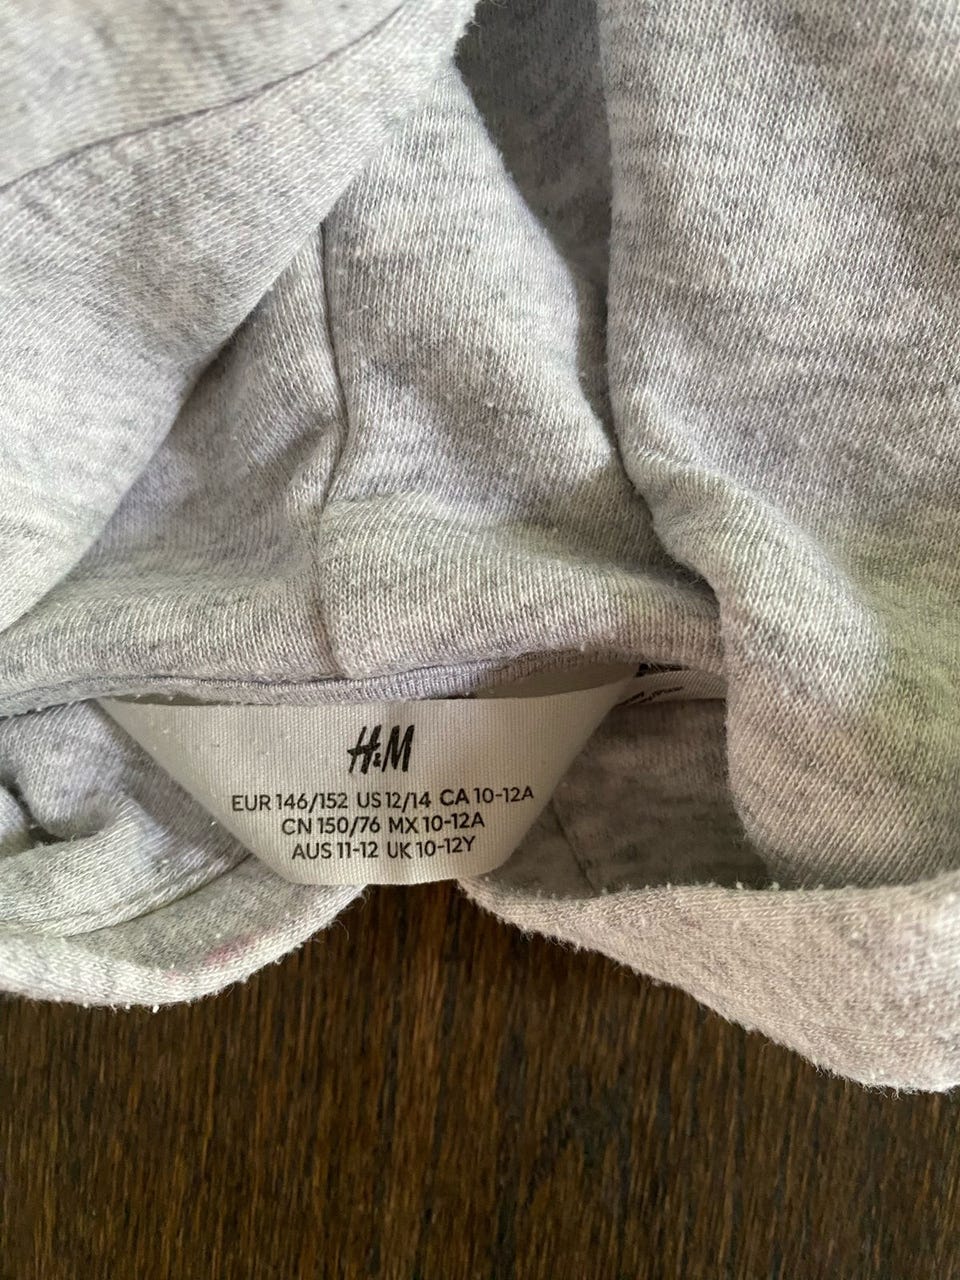 H&M
EUR 146/152 US 12/14 CA 10-12A
CN 150/76 MX 10-12A
AUS 11-12 UK 10-12Y